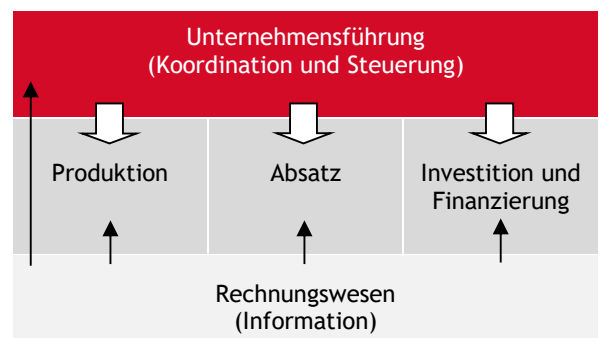 Unternehmensführung
(Koordination und Steuerung)
Produktion
Absatz
Investition und
Finanzierung
Rechnungswesen
(Information)